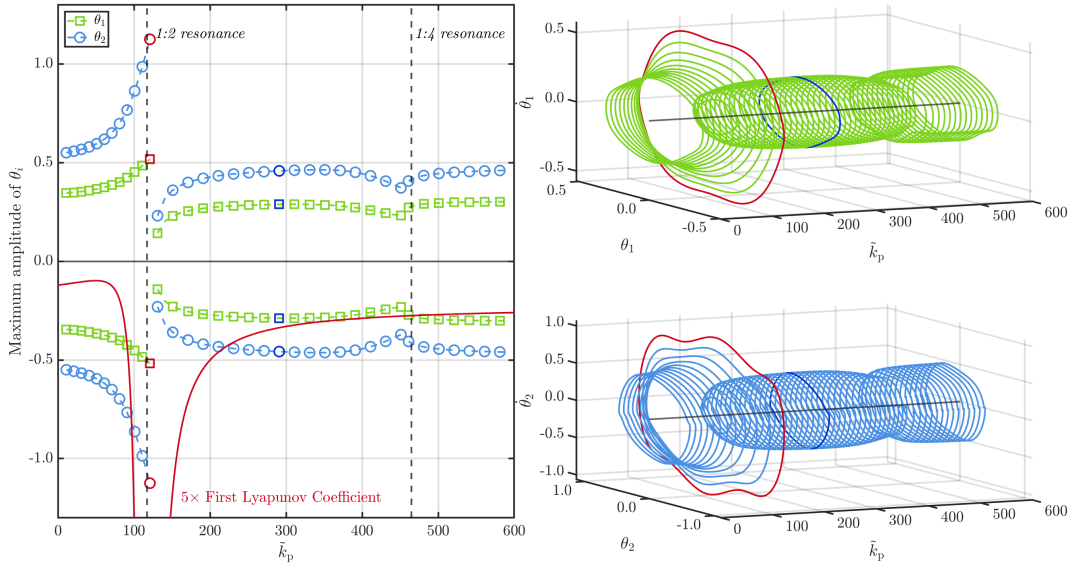 θ₁
θ₂
1:2 resonance
1:4 resonance
1.0
0.5
0.0
-0.5
-1.0
Maximum amplitude of θᵢ
5× First Lyapunov Coefficient
0 100 200 300 400 500 600
k̃ₚ
0.5
0.0
-0.5
θ̇₁
0.5
0.0
-0.5
θ₁
0 100 200 300 400 500 600
k̃ₚ
1.0
0.5
0.0
-0.5
-1.0
θ̇₂
1.0
0.0
-1.0
θ₂
0 100 200 300 400 500 600
k̃ₚ